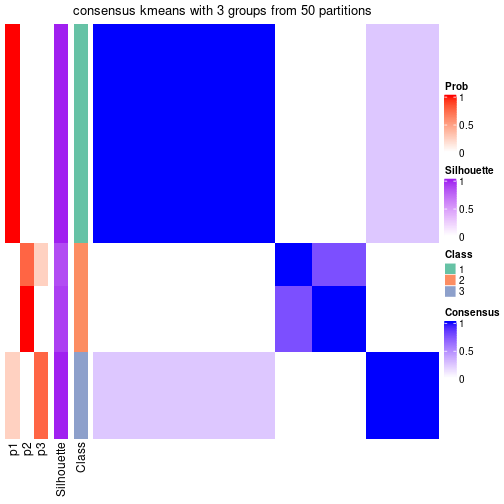 consensus kmeans with 3 groups from 50 partitions
Prob
1
0.5
0
Silhouette
1
0.5
0
Class
1
2
3
Consensus
1
0.5
0
p1
p2
p3
Silhouette
Class